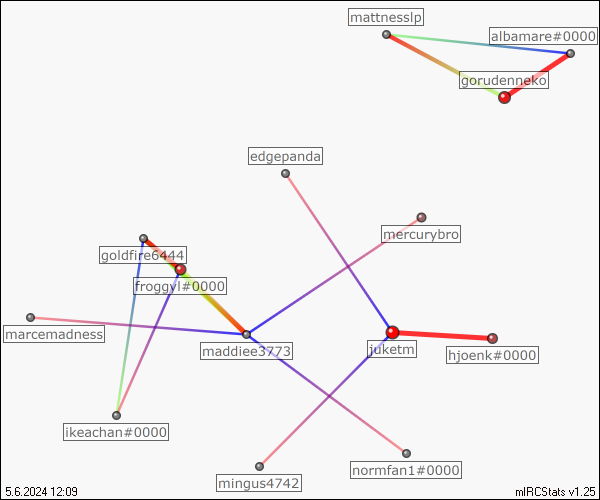 mattnesslp
albamare#0000
gorudenneko
edgepanda
mercurybro
goldfire6444
froggyl#0000
marcemadness
maddiee3773
juketm
hjoenk#0000
ikeachan#0000
normfan1#0000
mingus4742
5.6.2024 12:09
mIRCStats v1.25